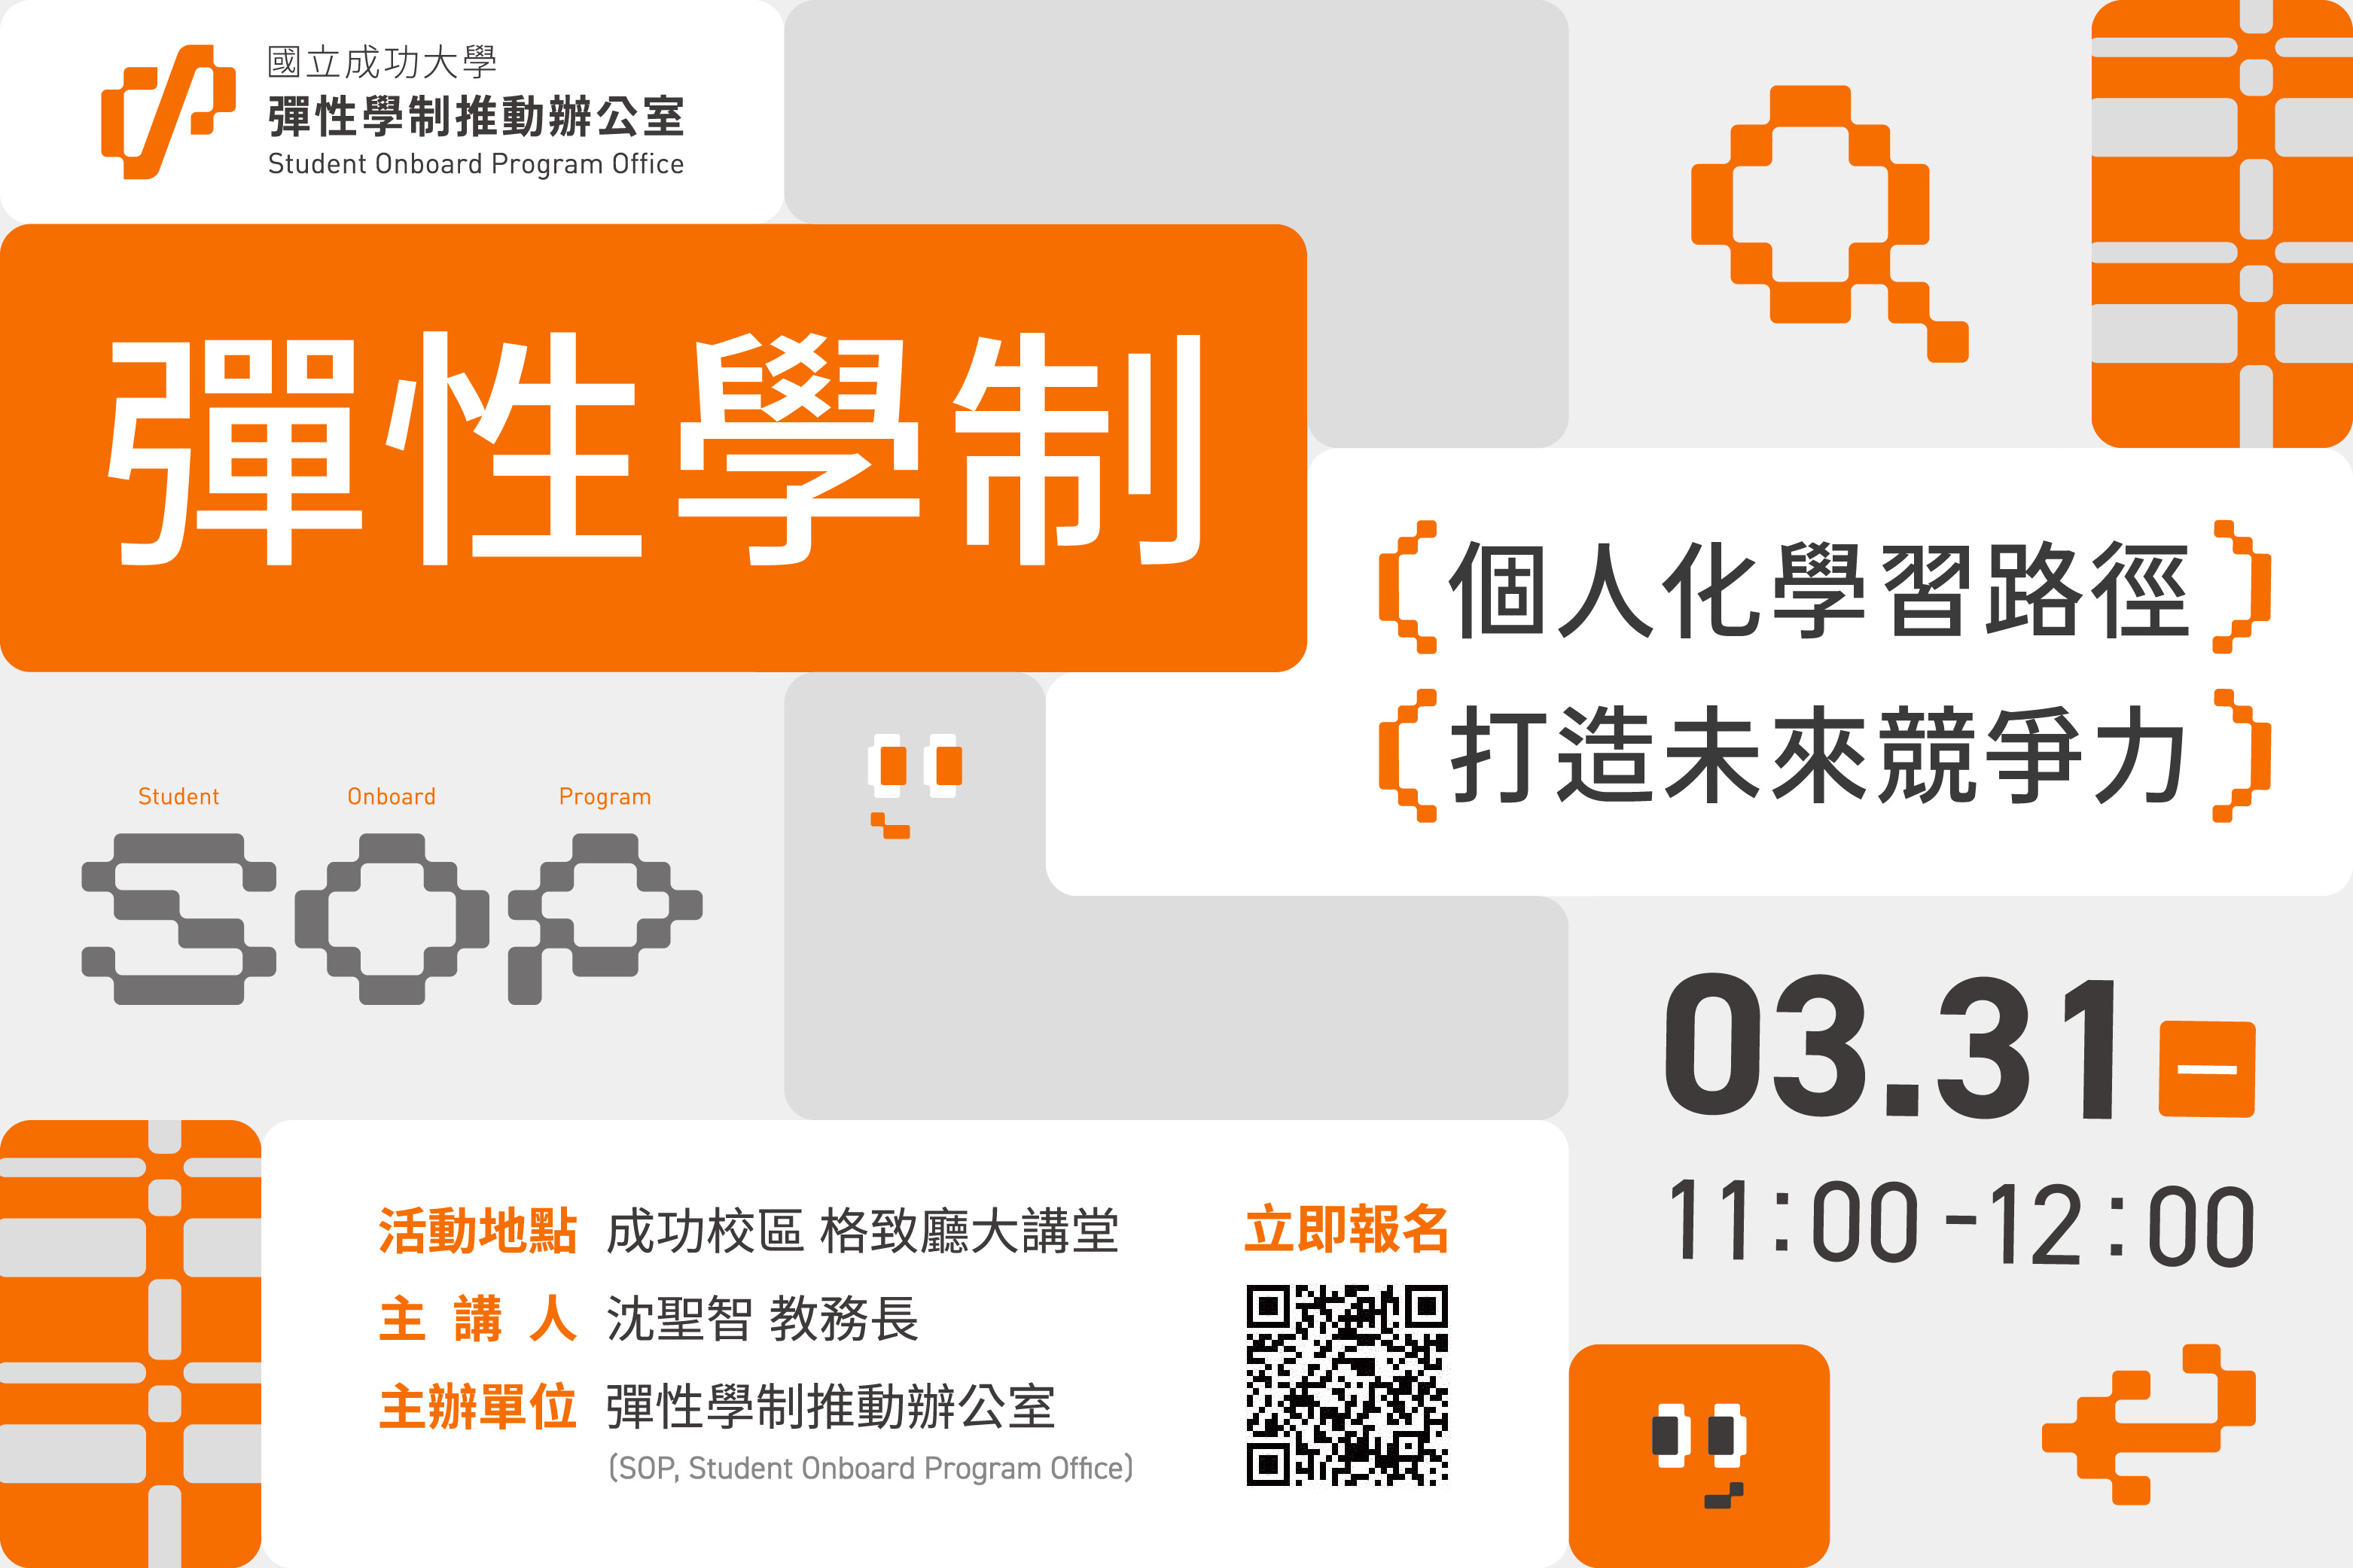 國立成功大學
彈性學制推動辦公室
Student Onboard Program Office
彈性學制
個人化學習路徑
打造未來競爭力
Student Onboard Program
SOP
03.31 一
11:00-12:00
活動地點 成功校區 格致廳大講堂
主講人 沈聖智 教務長
主辦單位 彈性學制推動辦公室
(SOP, Student Onboard Program Office)
立即報名